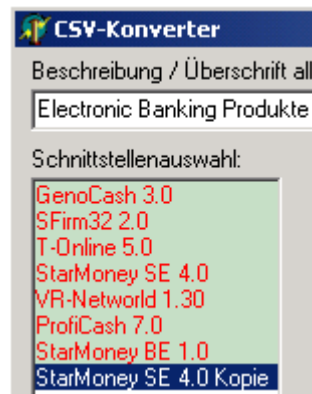 CSV-Konverter
Beschreibung / Überschrift all
Electronic Banking Produkte
Schnittstellenauswahl:
GenoCash 3.0
SFirm32 2.0
T-Online 5.0
StarMoney SE 4.0
VR-Networld 1.30
ProfiCash 7.0
StarMoney BE 1.0
StarMoney SE 4.0 Kopie